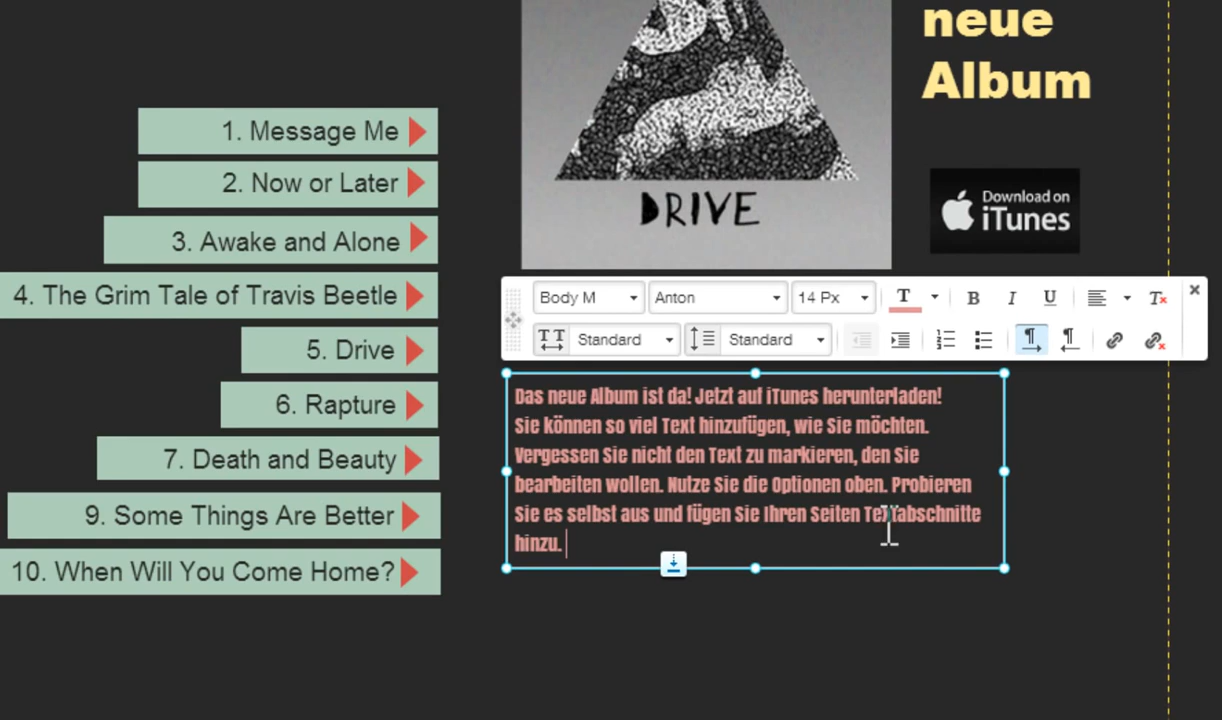 neue
Album
1. Message Me
2. Now or Later
3. Awake and Alone
4. The Grim Tale of Travis Beetle
5. Drive
6. Rapture
7. Death and Beauty
9. Some Things Are Better
10. When Will You Come Home?
DRIVE
Download on
iTunes
Body M
Anton
14 Px
T
B
I
U
Tx
TT
Standard
Standard
Das neue Album ist da! Jetzt auf iTunes herunterladen!
Sie können so viel Text hinzufügen, wie Sie möchten.
Vergessen Sie nicht den Text zu markieren, den Sie
bearbeiten wollen. Nutze Sie die Optionen oben. Probieren
Sie es selbst aus und fügen Sie Ihren Seiten Textabschnitte
hinzu.